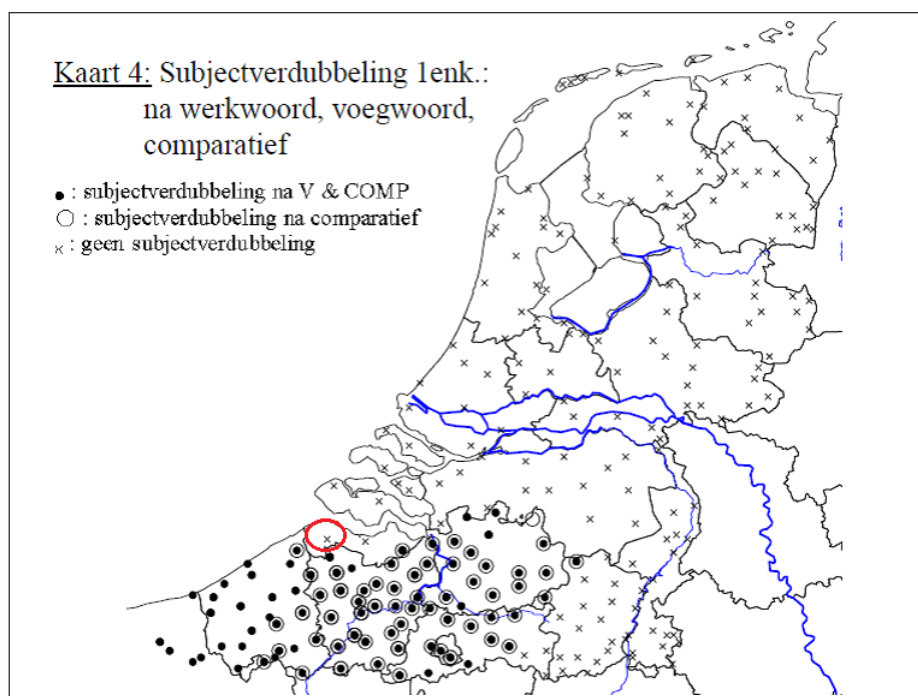 Kaart 4: Subjectverdubbeling 1enk.:
na werkwoord, voegwoord,
comparatief
● : subjectverdubbeling na V & COMP
○ : subjectverdubbeling na comparatief
× : geen subjectverdubbeling